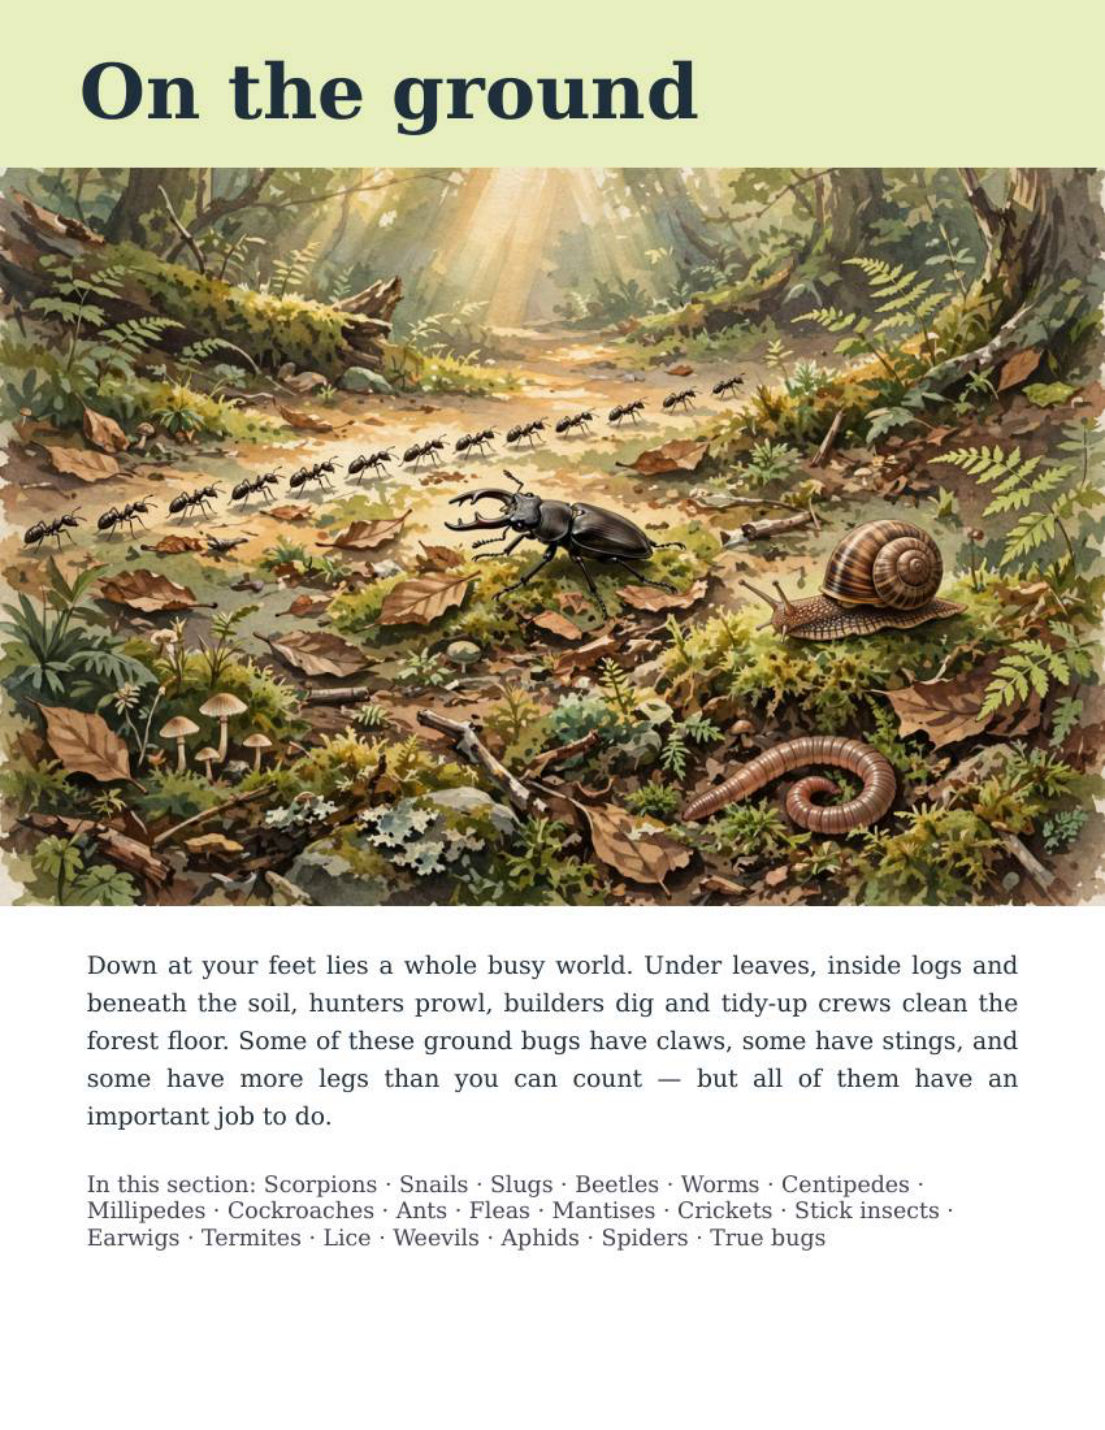 On the ground
Down at your feet lies a whole busy world. Under leaves, inside logs and
beneath the soil, hunters prowl, builders dig and tidy-up crews clean the
forest floor. Some of these ground bugs have claws, some have stings, and
some have more legs than you can count — but all of them have an
important job to do.
In this section: Scorpions · Snails · Slugs · Beetles · Worms · Centipedes ·
Millipedes · Cockroaches · Ants · Fleas · Mantises · Crickets · Stick insects ·
Earwigs · Termites · Lice · Weevils · Aphids · Spiders · True bugs